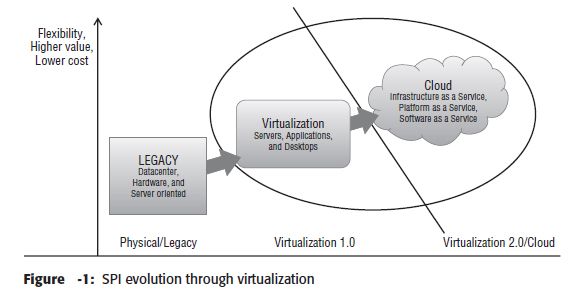 Flexibility,
Higher value,
Lower cost
Cloud
Infrastructure as a Service,
Platform as a Service,
Software as a Service
Virtualization
Servers, Applications,
and Desktops
LEGACY
Datacenter,
Hardware, and
Server oriented
Physical/Legacy
Virtualization 1.0
Virtualization 2.0/Cloud
Figure -1: SPI evolution through virtualization